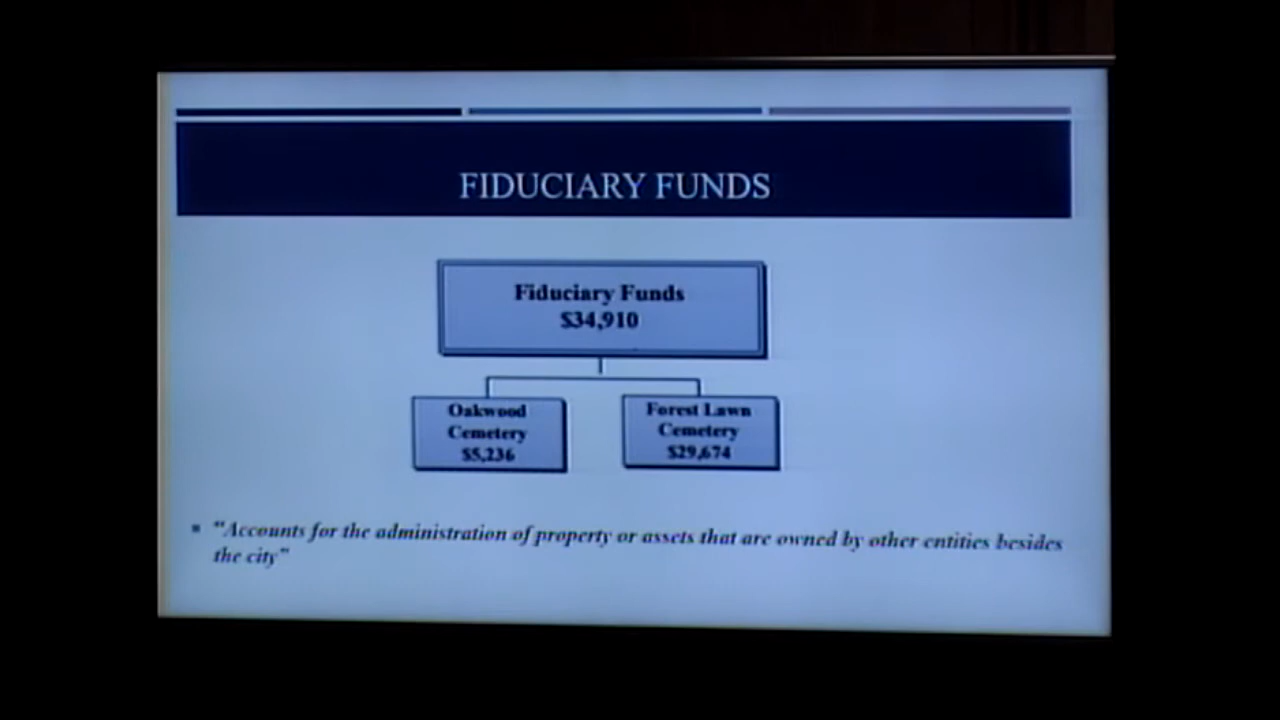 FIDUCIARY FUNDS
Fiduciary Funds
$34,910
Oakwood
Cemetery
$5,236
Forest Lawn
Cemetery
$29,674
"Accounts for the administration of property or assets that are owned by other entities besides
the city"